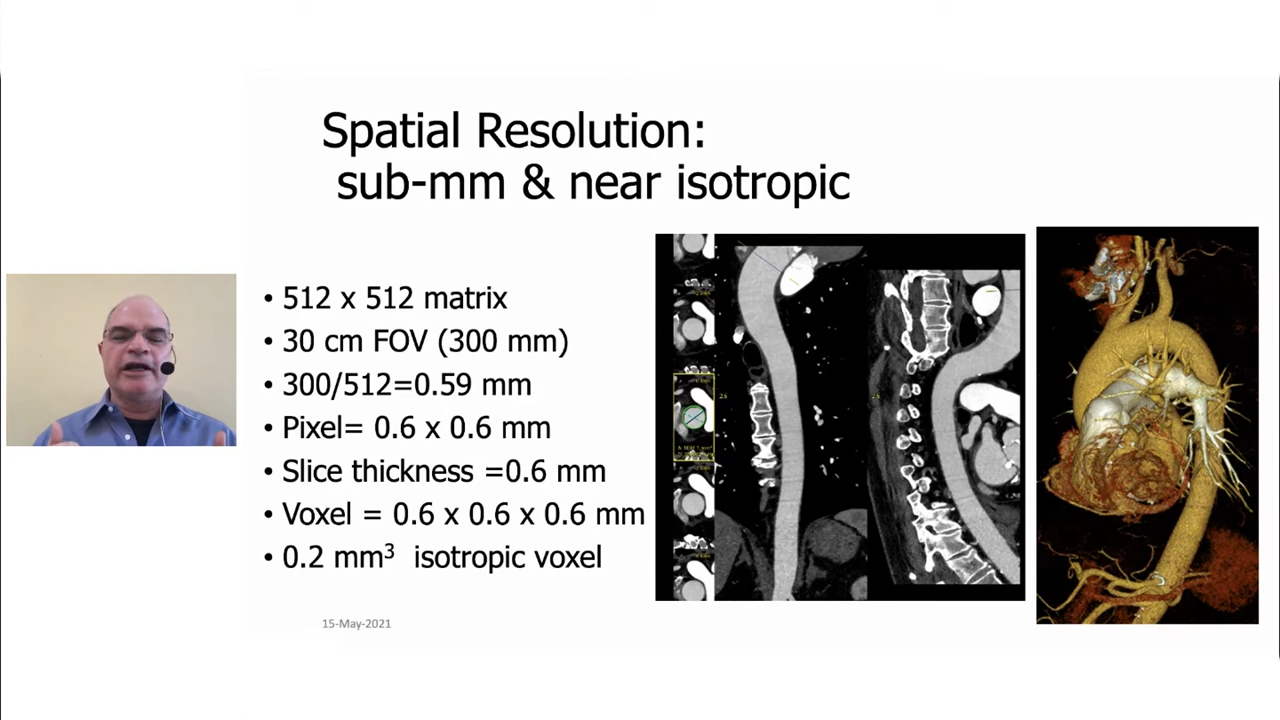 Spatial Resolution:
sub-mm & near isotropic
• 512 x 512 matrix
• 30 cm FOV (300 mm)
• 300/512=0.59 mm
• Pixel= 0.6 x 0.6 mm
• Slice thickness =0.6 mm
• Voxel = 0.6 x 0.6 x 0.6 mm
• 0.2 mm³ isotropic voxel
15-May-2021